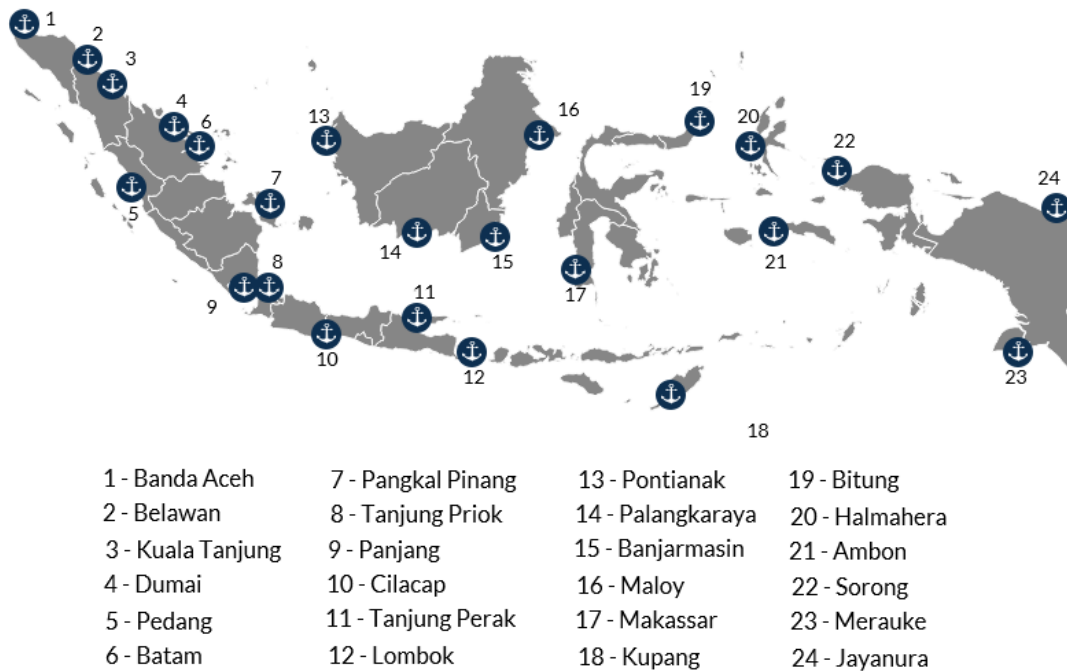 1
2
3
4
6
5
7
8
9
10
11
12
13
14
15
16
17
18
19
20
21
22
23
24
1 - Banda Aceh
2 - Belawan
3 - Kuala Tanjung
4 - Dumai
5 - Pedang
6 - Batam
7 - Pangkal Pinang
8 - Tanjung Priok
9 - Panjang
10 - Cilacap
11 - Tanjung Perak
12 - Lombok
13 - Pontianak
14 - Palangkaraya
15 - Banjarmasin
16 - Maloy
17 - Makassar
18 - Kupang
19 - Bitung
20 - Halmahera
21 - Ambon
22 - Sorong
23 - Merauke
24 - Jayanura